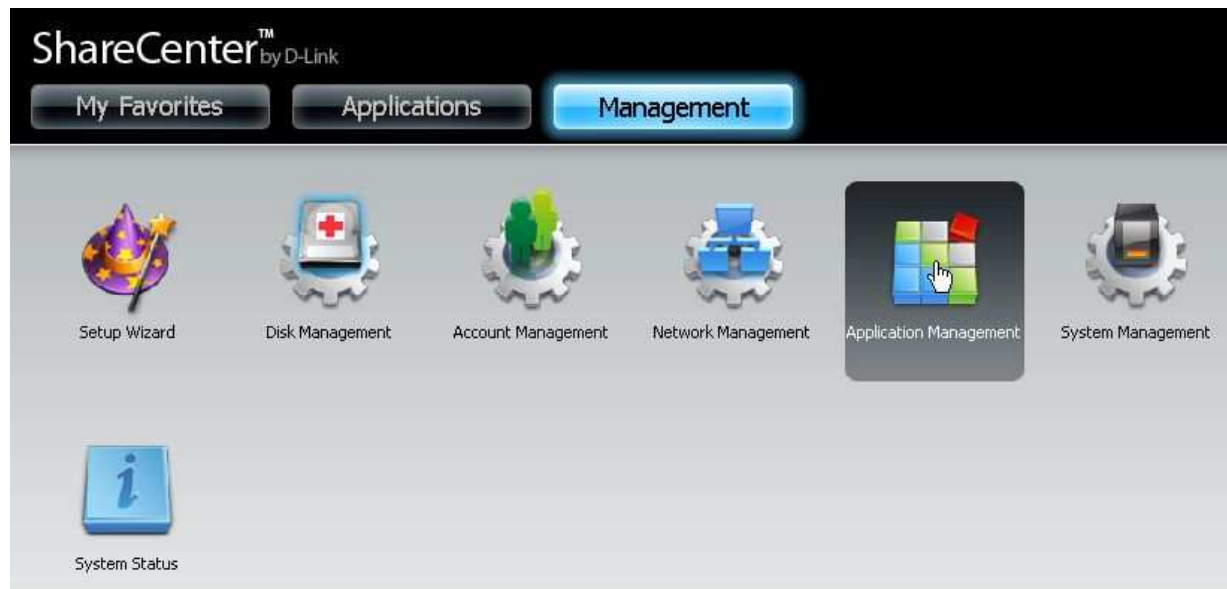 ShareCenter™ by D-Link
My Favorites
Applications
Management
Setup Wizard
Disk Management
Account Management
Network Management
Application Management
System Management
i
System Status